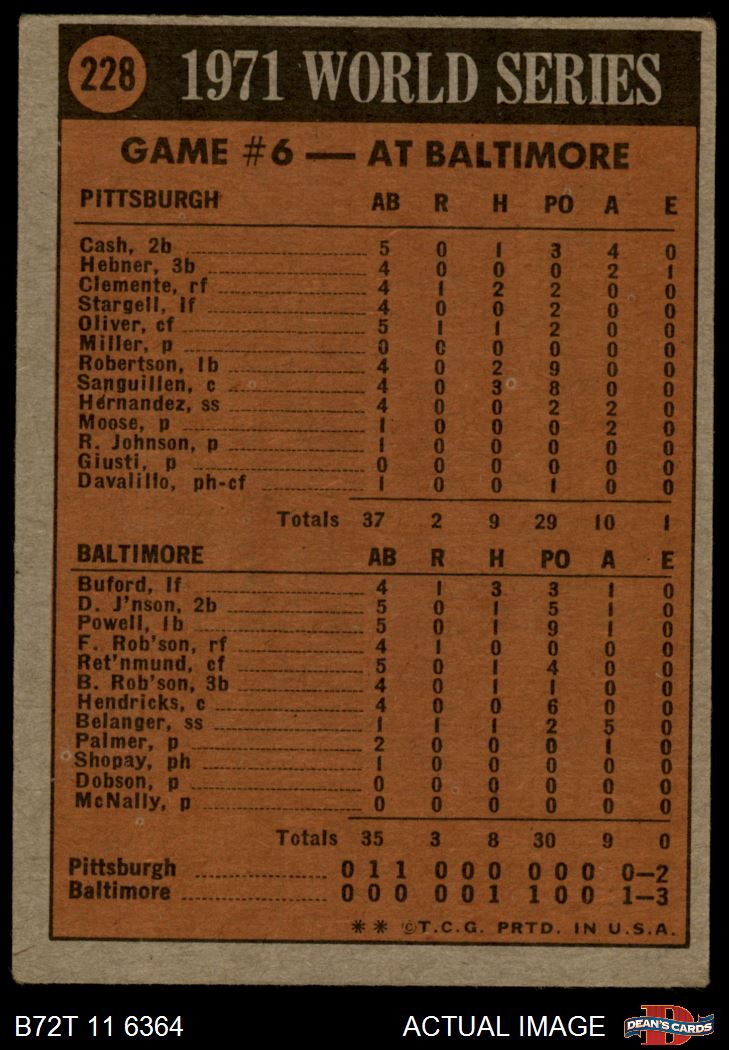 228 1971 WORLD SERIES
GAME #6 — AT BALTIMORE
PITTSBURGH AB R H PO A E
Cash, 2b 5 0 1 3 4 0
Hebner, 3b 4 0 0 0 2 1
Clemente, rf 4 1 2 2 0 0
Stargell, lf 4 0 0 2 0 0
Oliver, cf 5 1 1 2 0 0
Miller, p 0 0 0 0 0 0
Robertson, 1b 4 0 2 9 0 0
Sanguillen, c 4 0 3 8 0 0
Hernandez, ss 4 0 0 2 2 0
Moose, p 1 0 0 0 2 0
R. Johnson, p 1 0 0 0 0 0
Giusti, p 0 0 0 0 0 0
Davalillo, ph-cf 1 0 0 1 0 0
Totals 37 2 9 29 10 1
BALTIMORE AB R H PO A E
Buford, lf 4 1 3 3 1 0
D. J'nson, 2b 5 0 1 5 1 0
Powell, 1b 5 0 1 9 1 0
F. Rob'son, rf 4 1 0 0 0 0
Ret'nmund, cf 5 0 1 4 0 0
B. Rob'son, 3b 4 0 1 1 0 0
Hendricks, c 4 0 0 6 0 0
Belanger, ss 1 1 1 2 5 0
Palmer, p 2 0 0 0 1 0
Shopay, ph 1 0 0 0 0 0
Dobson, p 0 0 0 0 0 0
McNally, p 0 0 0 0 0 0
Totals 35 3 8 30 9 0
Pittsburgh 0 1 1 0 0 0 0 0 0 0—2
Baltimore 0 0 0 0 0 1 1 0 0 1—3
** ©T.C.G. PRTD. IN U.S.A.
B72T 11 6364 ACTUAL IMAGE DEAN'S CARDS